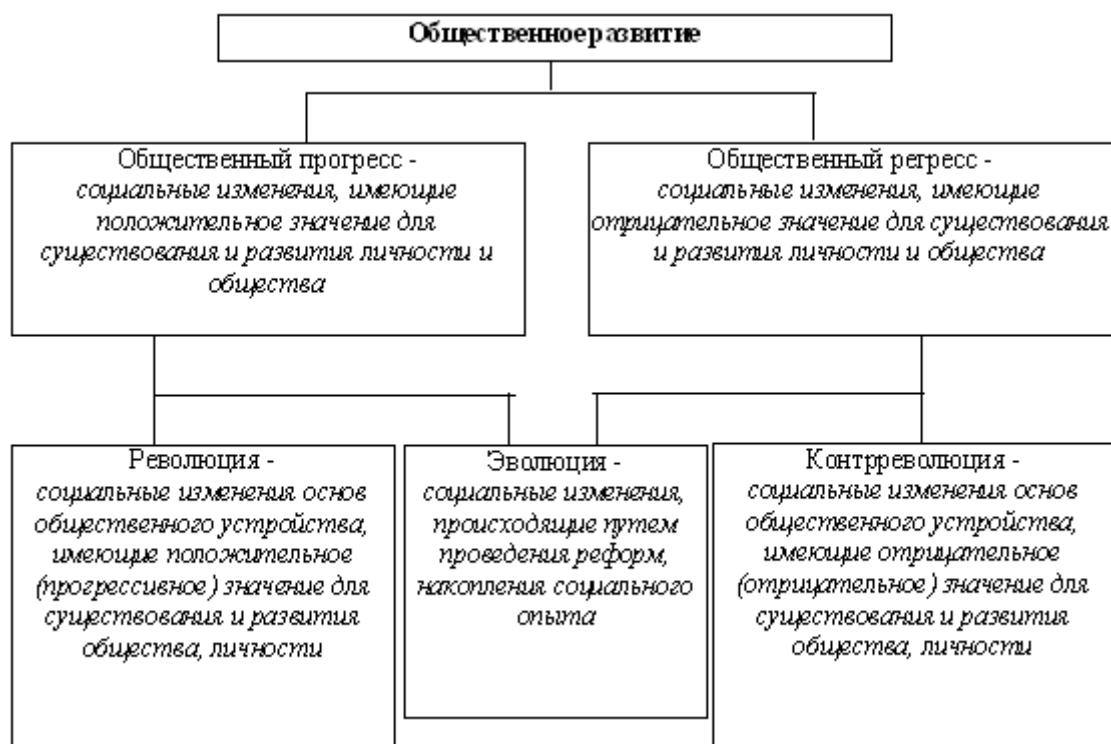 Общественное развитие
Общественный прогресс -
социальные изменения, имеющие
положительное значение для
существования и развития личности и
общества
Общественный регресс -
социальные изменения, имеющие
отрицательное значение для существования
и развития личности и общества
Революция -
социальные изменения основ
общественного устройства,
имеющие положительное
(прогрессивное) значение для
существования и развития
общества, личности
Эволюция -
социальные изменения,
происходящие путем
проведения реформ,
накопления социального
опыта
Контрреволюция -
социальные изменения основ
общественного устройства,
имеющие отрицательное
(отрицательное) значение для
существования и развития
общества, личности